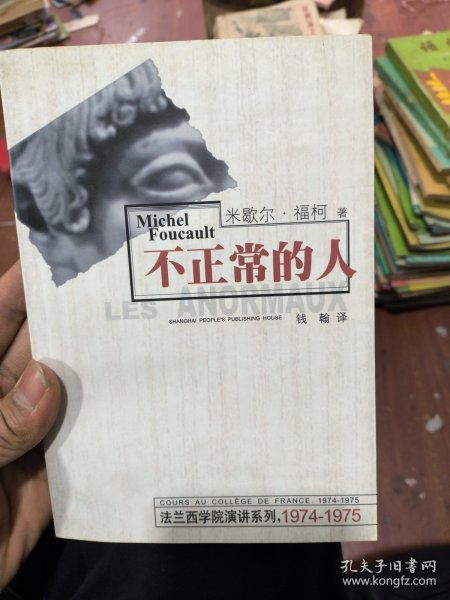 米歇尔·福柯 著
Michel
Foucault
不正常的人
LES ANORMAUX
SHANGHAI PEOPLE'S PUBLISHING HOUSE
钱 翰 译
COURS AU COLLÈGE DE FRANCE. 1974-1975
法兰西学院演讲系列,1974-1975
孔夫子旧书网
www.kongfz.com